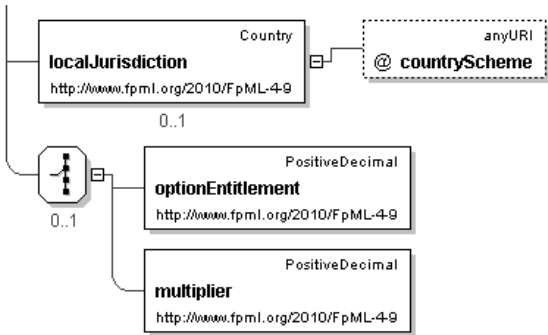 Country
localJurisdiction
http://www.fpml.org/2010/FpML-4-9
0..1
anyURI
@ countryScheme
0..1
PositiveDecimal
optionEntitlement
http://www.fpml.org/2010/FpML-4-9
PositiveDecimal
multiplier
http://www.fpml.org/2010/FpML-4-9